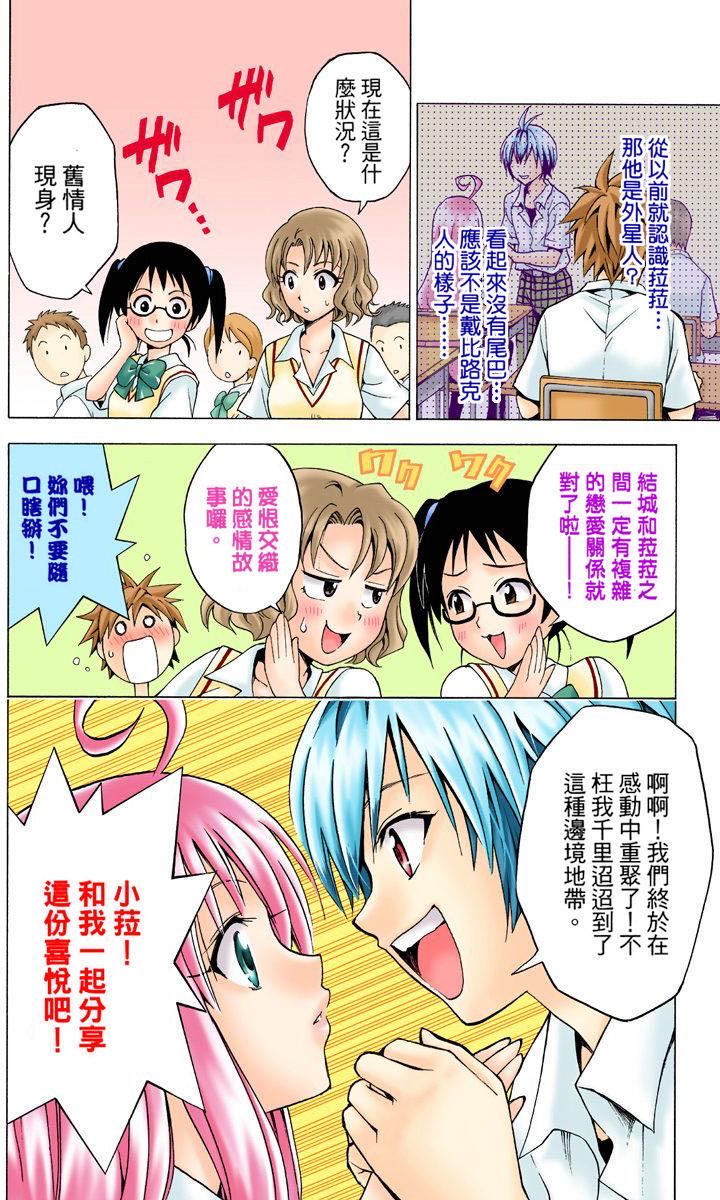 從以前就認識菈菈…
那他是外星人？
看起來沒有尾巴…
應該不是戴比路克
人的樣子……
現在這是什
麼狀況？
ザワ
ザワ…
舊情人
現身？
結城和菈菈之
間一定有複雜
的戀愛關係就
對了啦——！
ワク
ワク
愛恨交織
的感情故
事囉。
喂！
妳們不要隨
口瞎掰！
啊啊！我們終於在
感動中重聚了！不
枉我千里迢迢到了
這種邊境地帶。
小菈！
和我一起分享
這份喜悅吧！